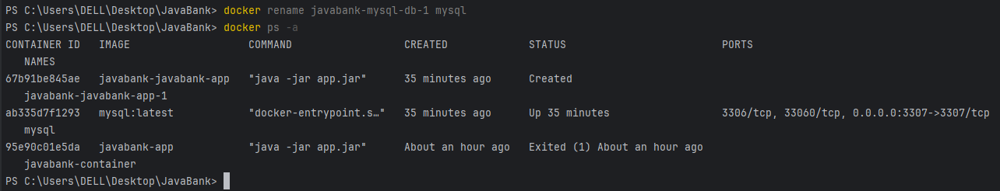 PS C:\Users\DELL\Desktop\JavaBank> docker rename javabank-mysql-db-1 mysql
PS C:\Users\DELL\Desktop\JavaBank> docker ps -a
CONTAINER ID   IMAGE                   COMMAND                  CREATED             STATUS                         PORTS
   NAMES
67b91be845ae   javabank-javabank-app   "java -jar app.jar"      35 minutes ago      Created
   javabank-javabank-app-1
ab335d7f1293   mysql:latest            "docker-entrypoint.s…"   35 minutes ago      Up 35 minutes                  3306/tcp, 33060/tcp, 0.0.0.0:3307->3307/tcp
   mysql
95e90c01e5da   javabank-app            "java -jar app.jar"      About an hour ago   Exited (1) About an hour ago
   javabank-container
PS C:\Users\DELL\Desktop\JavaBank>